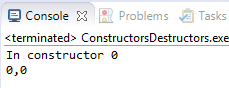 Console Problems Tasks
<terminated> ConstructorsDestructors.exe
In constructor 0
0,0